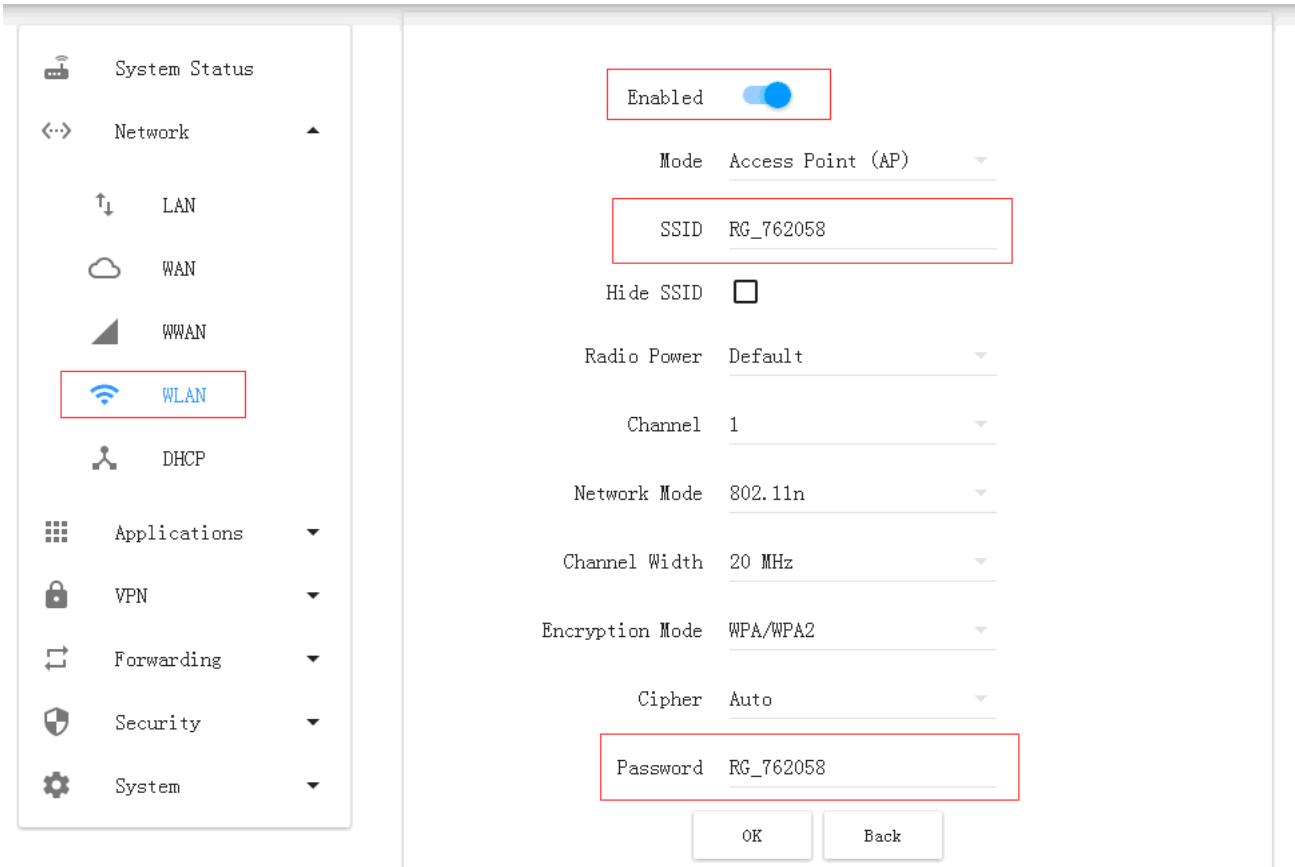 System Status
Network
LAN
WAN
WWAN
WLAN
DHCP
Applications
VPN
Forwarding
Security
System
Enabled
Mode Access Point (AP)
SSID RG_762058
Hide SSID
Radio Power Default
Channel 1
Network Mode 802.11n
Channel Width 20 MHz
Encryption Mode WPA/WPA2
Cipher Auto
Password RG_762058
OK Back